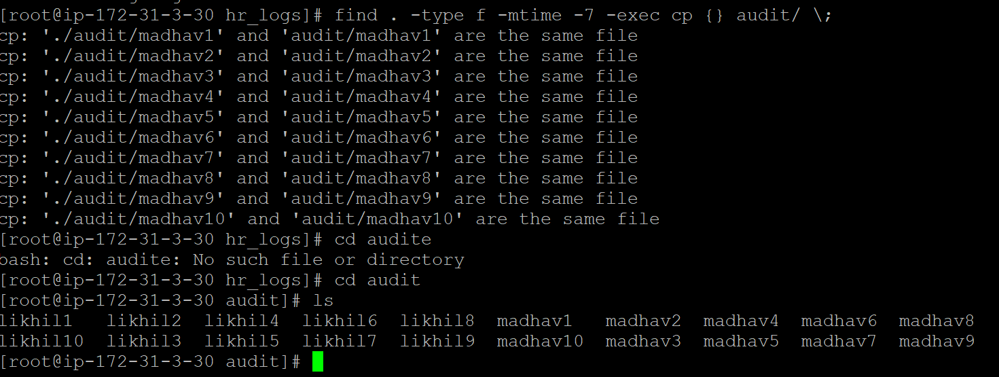 [root@ip-172-31-3-30 hr_logs]# find . -type f -mtime -7 -exec cp {} audit/ \;
cp: './audit/madhav1' and 'audit/madhav1' are the same file
cp: './audit/madhav2' and 'audit/madhav2' are the same file
cp: './audit/madhav3' and 'audit/madhav3' are the same file
cp: './audit/madhav4' and 'audit/madhav4' are the same file
cp: './audit/madhav5' and 'audit/madhav5' are the same file
cp: './audit/madhav6' and 'audit/madhav6' are the same file
cp: './audit/madhav7' and 'audit/madhav7' are the same file
cp: './audit/madhav8' and 'audit/madhav8' are the same file
cp: './audit/madhav9' and 'audit/madhav9' are the same file
cp: './audit/madhav10' and 'audit/madhav10' are the same file
[root@ip-172-31-3-30 hr_logs]# cd audite
bash: cd: audite: No such file or directory
[root@ip-172-31-3-30 hr_logs]# cd audit
[root@ip-172-31-3-30 audit]# ls
likhil1   likhil2  likhil4  likhil6  likhil8  madhav1   madhav2  madhav4  madhav6  madhav8
likhil10  likhil3  likhil5  likhil7  likhil9  madhav10  madhav3  madhav5  madhav7  madhav9
[root@ip-172-31-3-30 audit]#